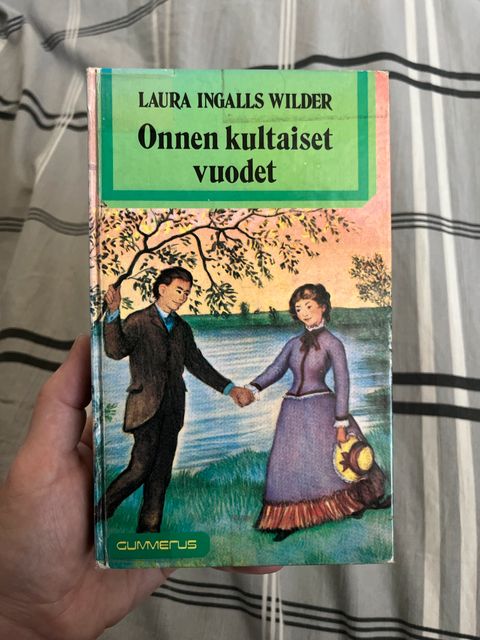 LAURA INGALLS WILDER
Onnen kultaiset
vuodet
GUMMERUS